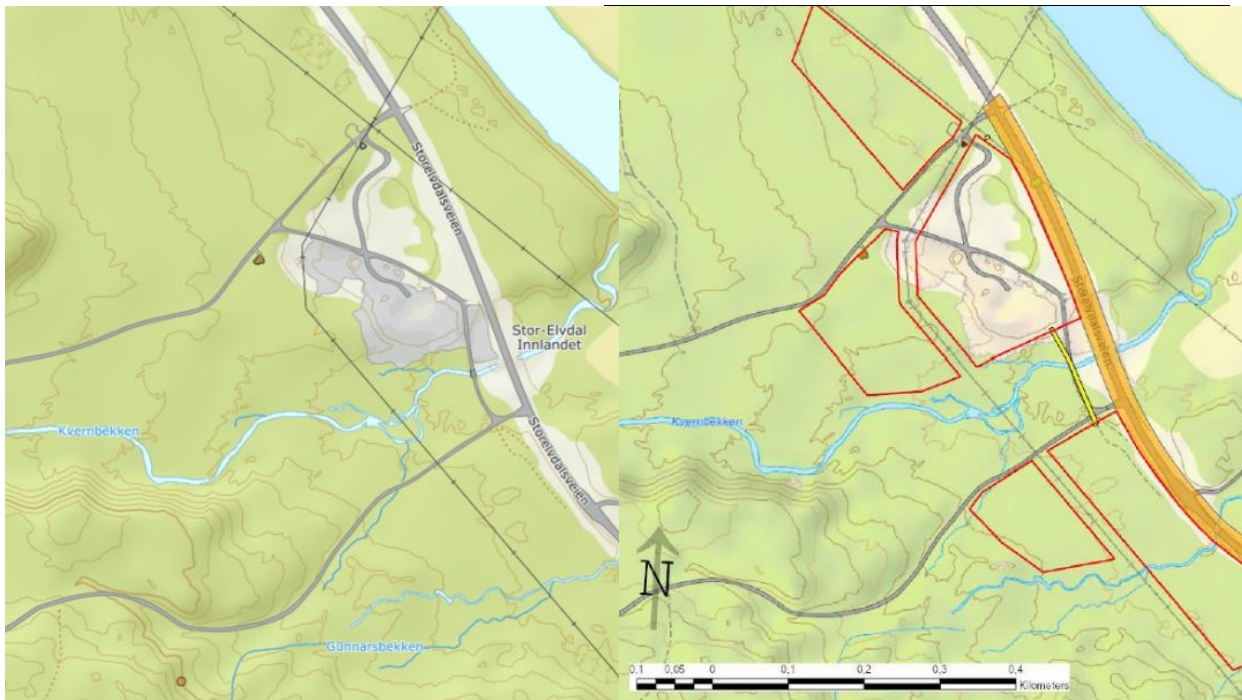 Storelvdalsveien
Stor-Elvdal
Innlandet
Kvernbekken
Storelvdalsveien
Gunnarsbekken
Storelvdalsveien
Kvernbekken
N
0,1 0,05 0 0,1 0,2 0,3 0,4
Kilometers